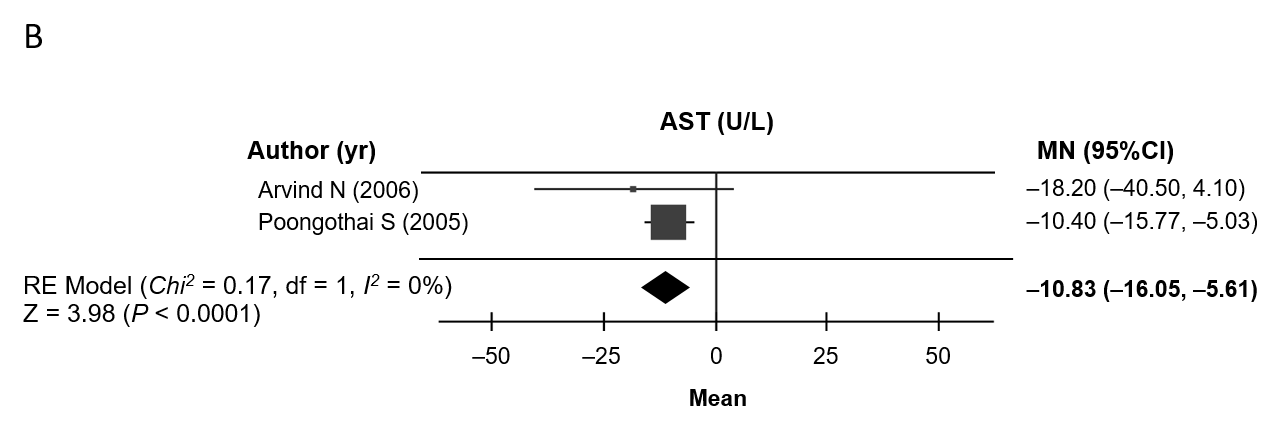 B
AST (U/L)
Author (yr) MN (95%CI)
Arvind N (2006) –18.20 (–40.50, 4.10)
Poongothai S (2005) –10.40 (–15.77, –5.03)
RE Model (Chi² = 0.17, df = 1, I² = 0%) –10.83 (–16.05, –5.61)
Z = 3.98 (P < 0.0001)
–50 –25 0 25 50
Mean